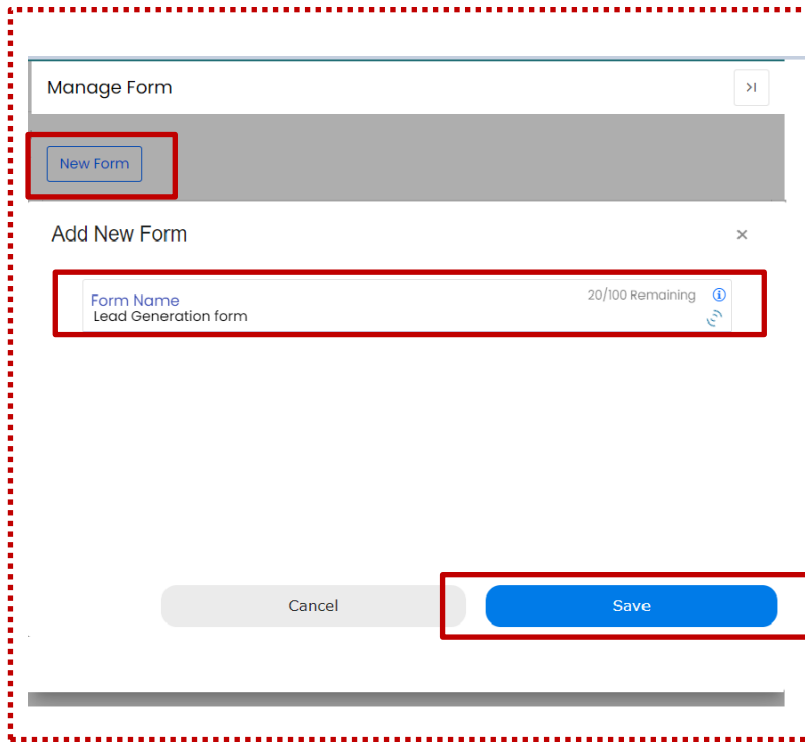 Manage Form
New Form
Add New Form
Form Name
20/100 Remaining
Lead Generation form
Cancel
Save